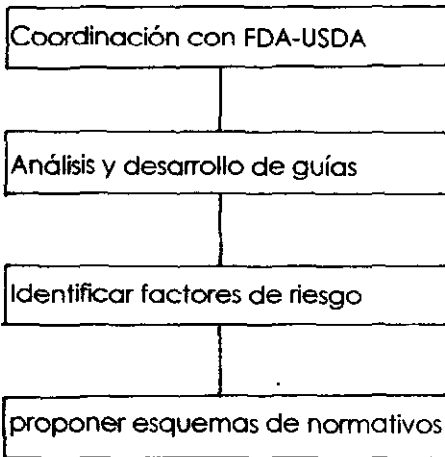 Coordinación con FDA-USDA
Análisis y desarrollo de guías
Identificar factores de riesgo
proponer esquemas de normativos